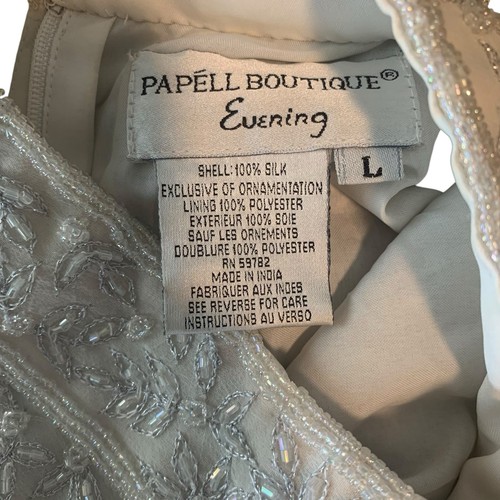 PAPÉLL BOUTIQUE®
Evening
L
SHELL: 100% SILK
EXCLUSIVE OF ORNAMENTATION
LINING 100% POLYESTER
EXTERIEUR 100% SOIE
SAUF LES ORNEMENTS
DOUBLURE 100% POLYESTER
RN 59782
MADE IN INDIA
FABRIQUER AUX INDES
SEE REVERSE FOR CARE
INSTRUCTIONS AU VERSO